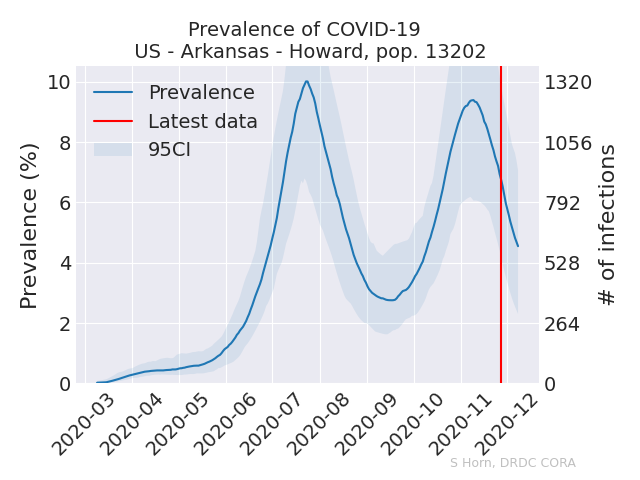 Prevalence of COVID-19
US - Arkansas - Howard, pop. 13202
Prevalence (%)
10
8
6
4
2
0
Prevalence
Latest data
95CI
1320
1056
792
528
264
0
# of infections
2020-03
2020-04
2020-05
2020-06
2020-07
2020-08
2020-09
2020-10
2020-11
2020-12
S Horn, DRDC CORA